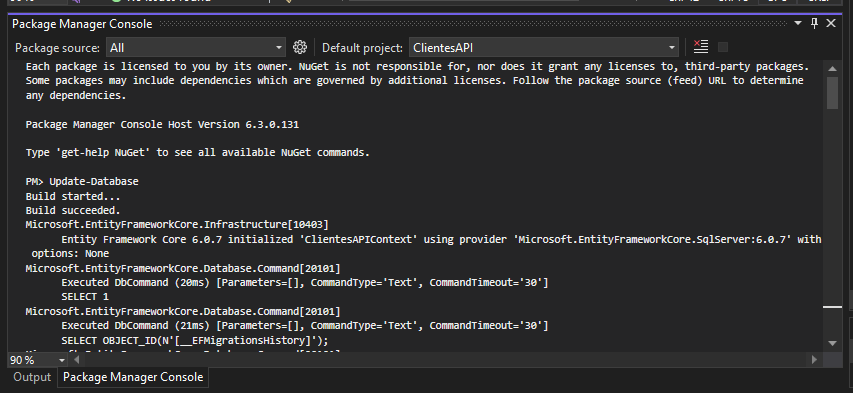 Package Manager Console
Package source: All
Default project: ClientesAPI
Each package is licensed to you by its owner. NuGet is not responsible for, nor does it grant any licenses to, third-party packages.
Some packages may include dependencies which are governed by additional licenses. Follow the package source (feed) URL to determine
any dependencies.
Package Manager Console Host Version 6.3.0.131
Type 'get-help NuGet' to see all available NuGet commands.
PM> Update-Database
Build started...
Build succeeded.
Microsoft.EntityFrameworkCore.Infrastructure[10403]
Entity Framework Core 6.0.7 initialized 'ClientesAPIContext' using provider 'Microsoft.EntityFrameworkCore.SqlServer:6.0.7' with
options: None
Microsoft.EntityFrameworkCore.Database.Command[20101]
Executed DbCommand (20ms) [Parameters=[], CommandType='Text', CommandTimeout='30']
SELECT 1
Microsoft.EntityFrameworkCore.Database.Command[20101]
Executed DbCommand (21ms) [Parameters=[], CommandType='Text', CommandTimeout='30']
SELECT OBJECT_ID(N'[__EFMigrationsHistory]');
90 %
Output
Package Manager Console